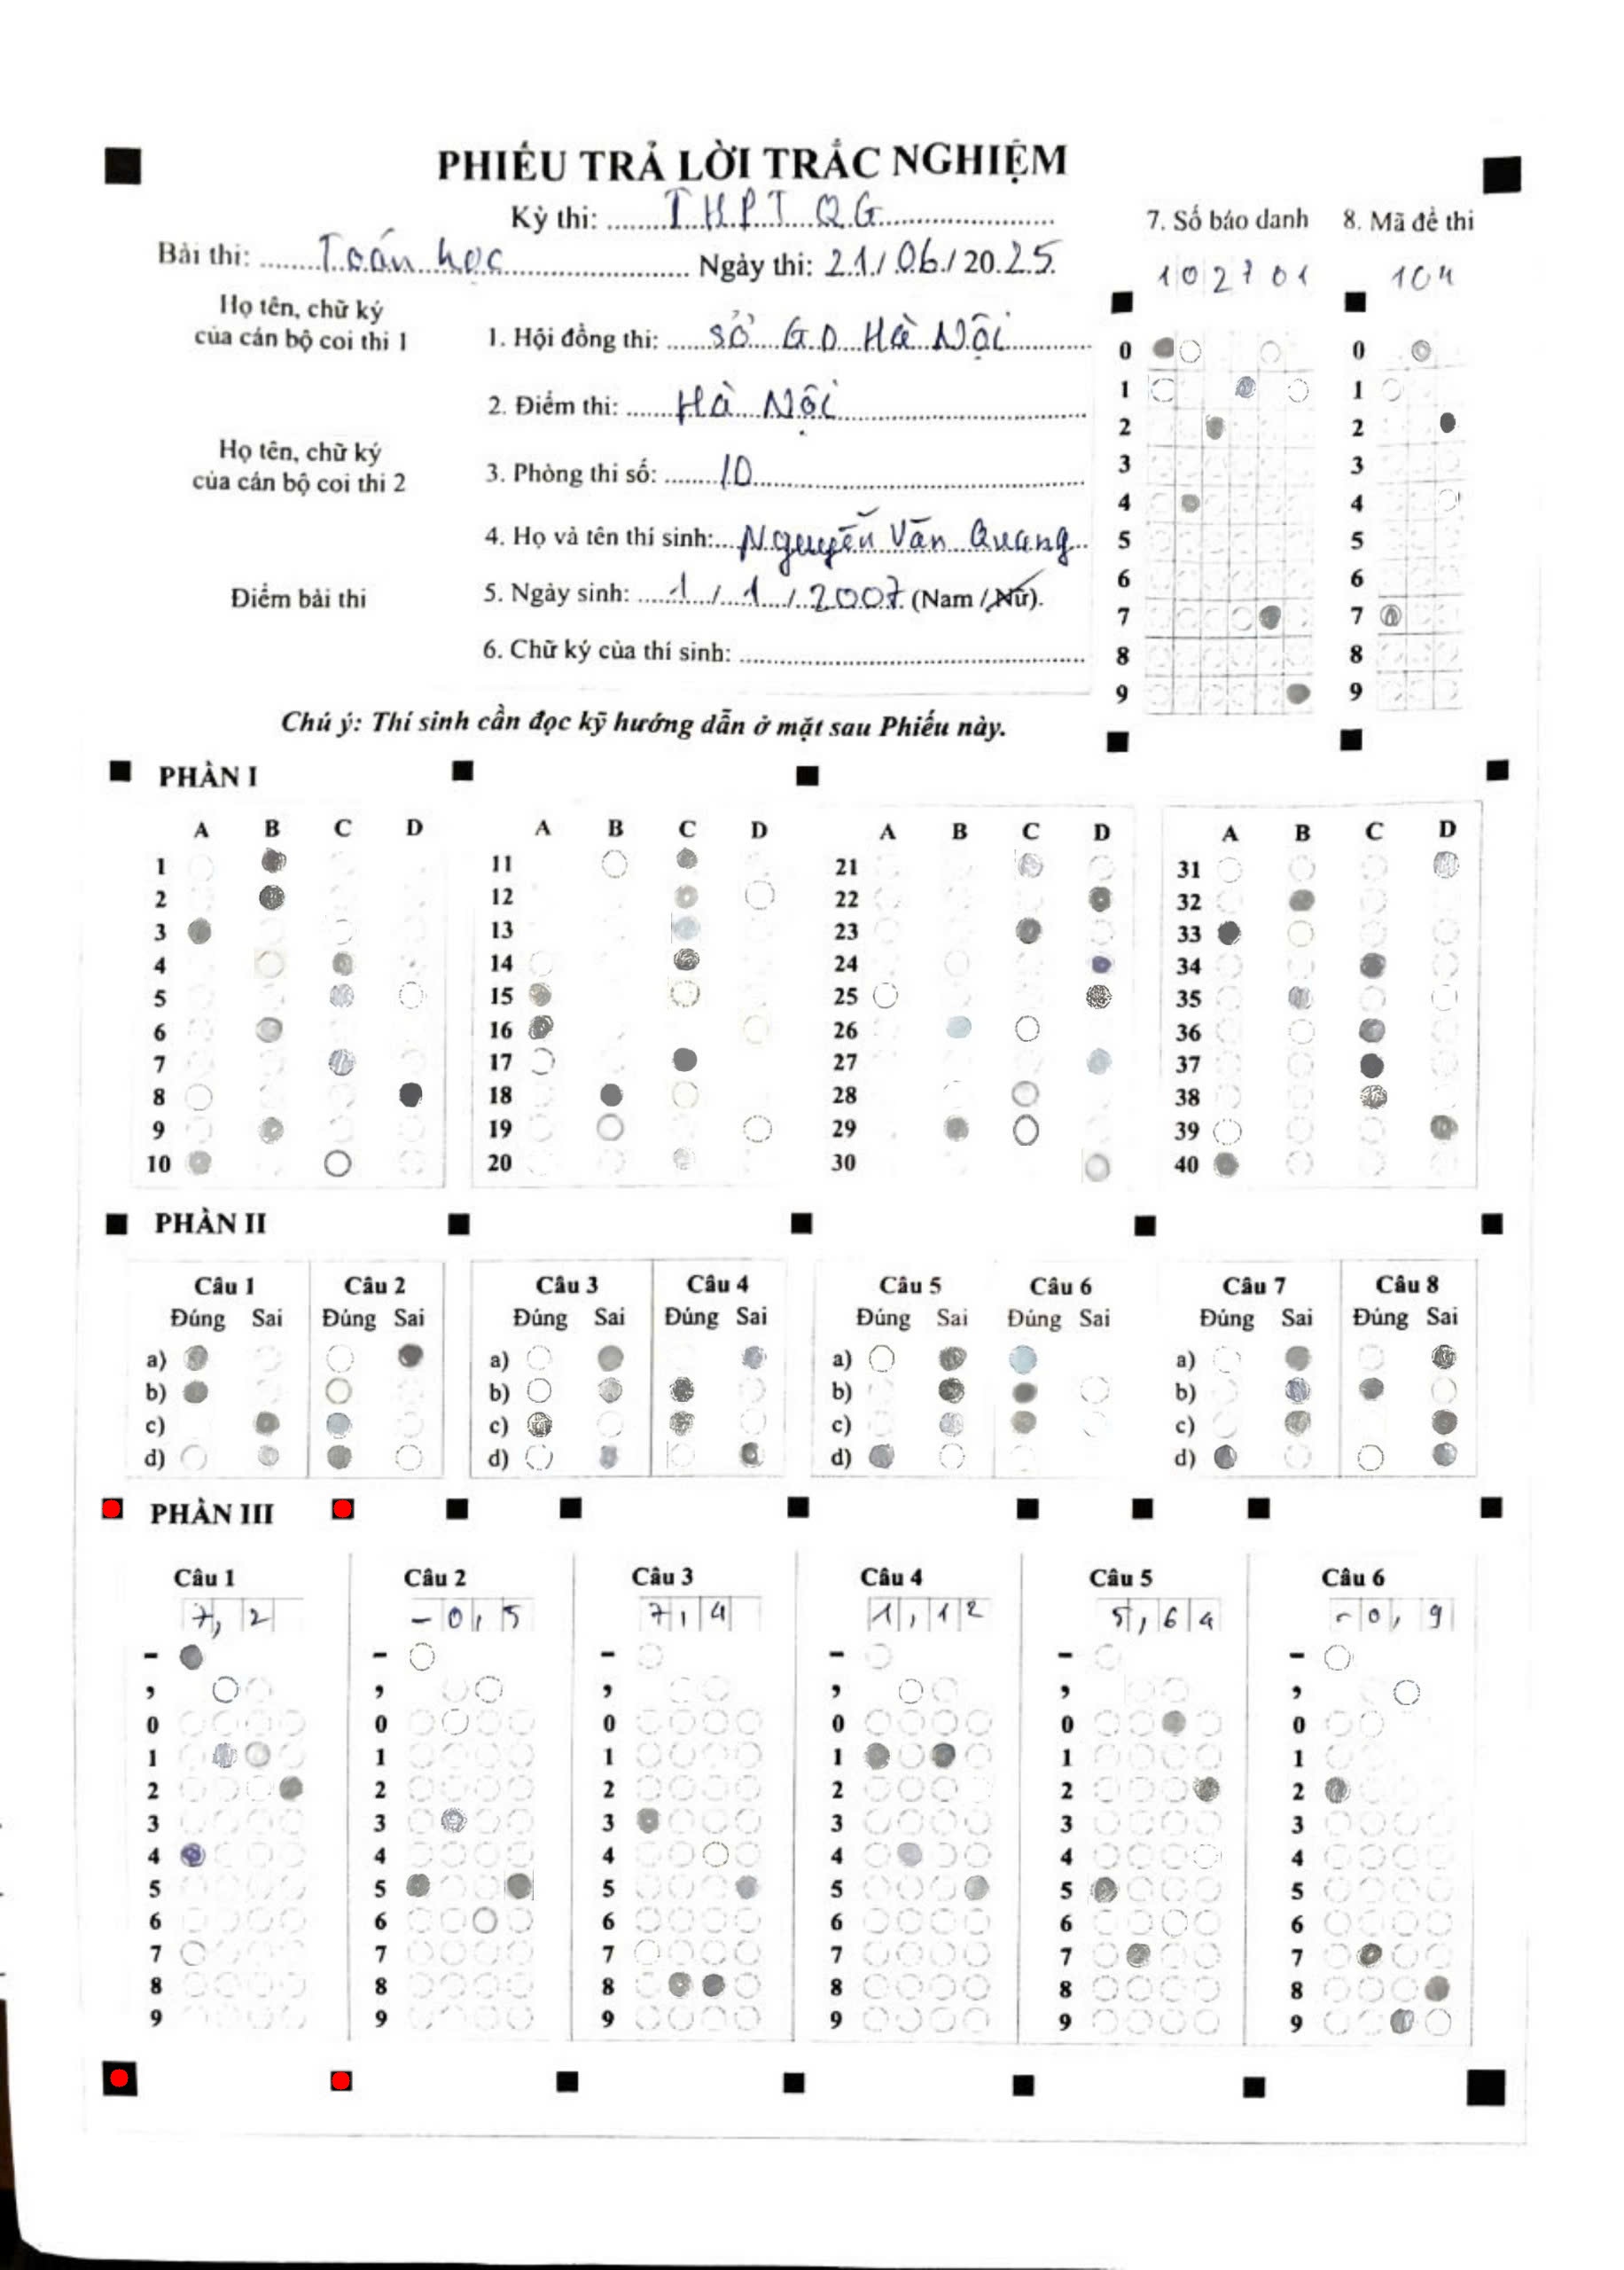 PHIẾU TRẢ LỜI TRẮC NGHIỆM
Kỳ thi: THPT QG
Bài thi: Toán học Ngày thi: 21/06/2025
7. Số báo danh 8. Mã đề thi
102701 104
Họ tên, chữ ký
của cán bộ coi thi 1
1. Hội đồng thi: Sở GD Hà Nội
2. Điểm thi: Hà Nội
Họ tên, chữ ký
của cán bộ coi thi 2
3. Phòng thi số: 10
4. Họ và tên thí sinh: Nguyễn Văn Quang
Điểm bài thi
5. Ngày sinh: 1/1/2007 (Nam / Nữ).
6. Chữ ký của thí sinh:
0 0
1 1
2 2
3 3
4 4
5 5
6 6
7 7
8 8
9 9
Chú ý: Thí sinh cần đọc kỹ hướng dẫn ở mặt sau Phiếu này.
PHẦN I
A B C D A B C D A B C D A B C D
1 11 21 31
2 12 22 32
3 13 23 33
4 14 24 34
5 15 25 35
6 16 26 36
7 17 27 37
8 18 28 38
9 19 29 39
10 20 30 40
PHẦN II
Câu 1 Câu 2 Câu 3 Câu 4 Câu 5 Câu 6 Câu 7 Câu 8
Đúng Sai Đúng Sai Đúng Sai Đúng Sai Đúng Sai Đúng Sai Đúng Sai Đúng Sai
a) a) a) a)
b) b) b) b)
c) c) c) c)
d) d) d) d)
PHẦN III
Câu 1 Câu 2 Câu 3 Câu 4 Câu 5 Câu 6
7,2 -0,5 7,4 1,12 5,64 -0,9
- - - - - -
, , , , , ,
0 0 0 0 0 0
1 1 1 1 1 1
2 2 2 2 2 2
3 3 3 3 3 3
4 4 4 4 4 4
5 5 5 5 5 5
6 6 6 6 6 6
7 7 7 7 7 7
8 8 8 8 8 8
9 9 9 9 9 9